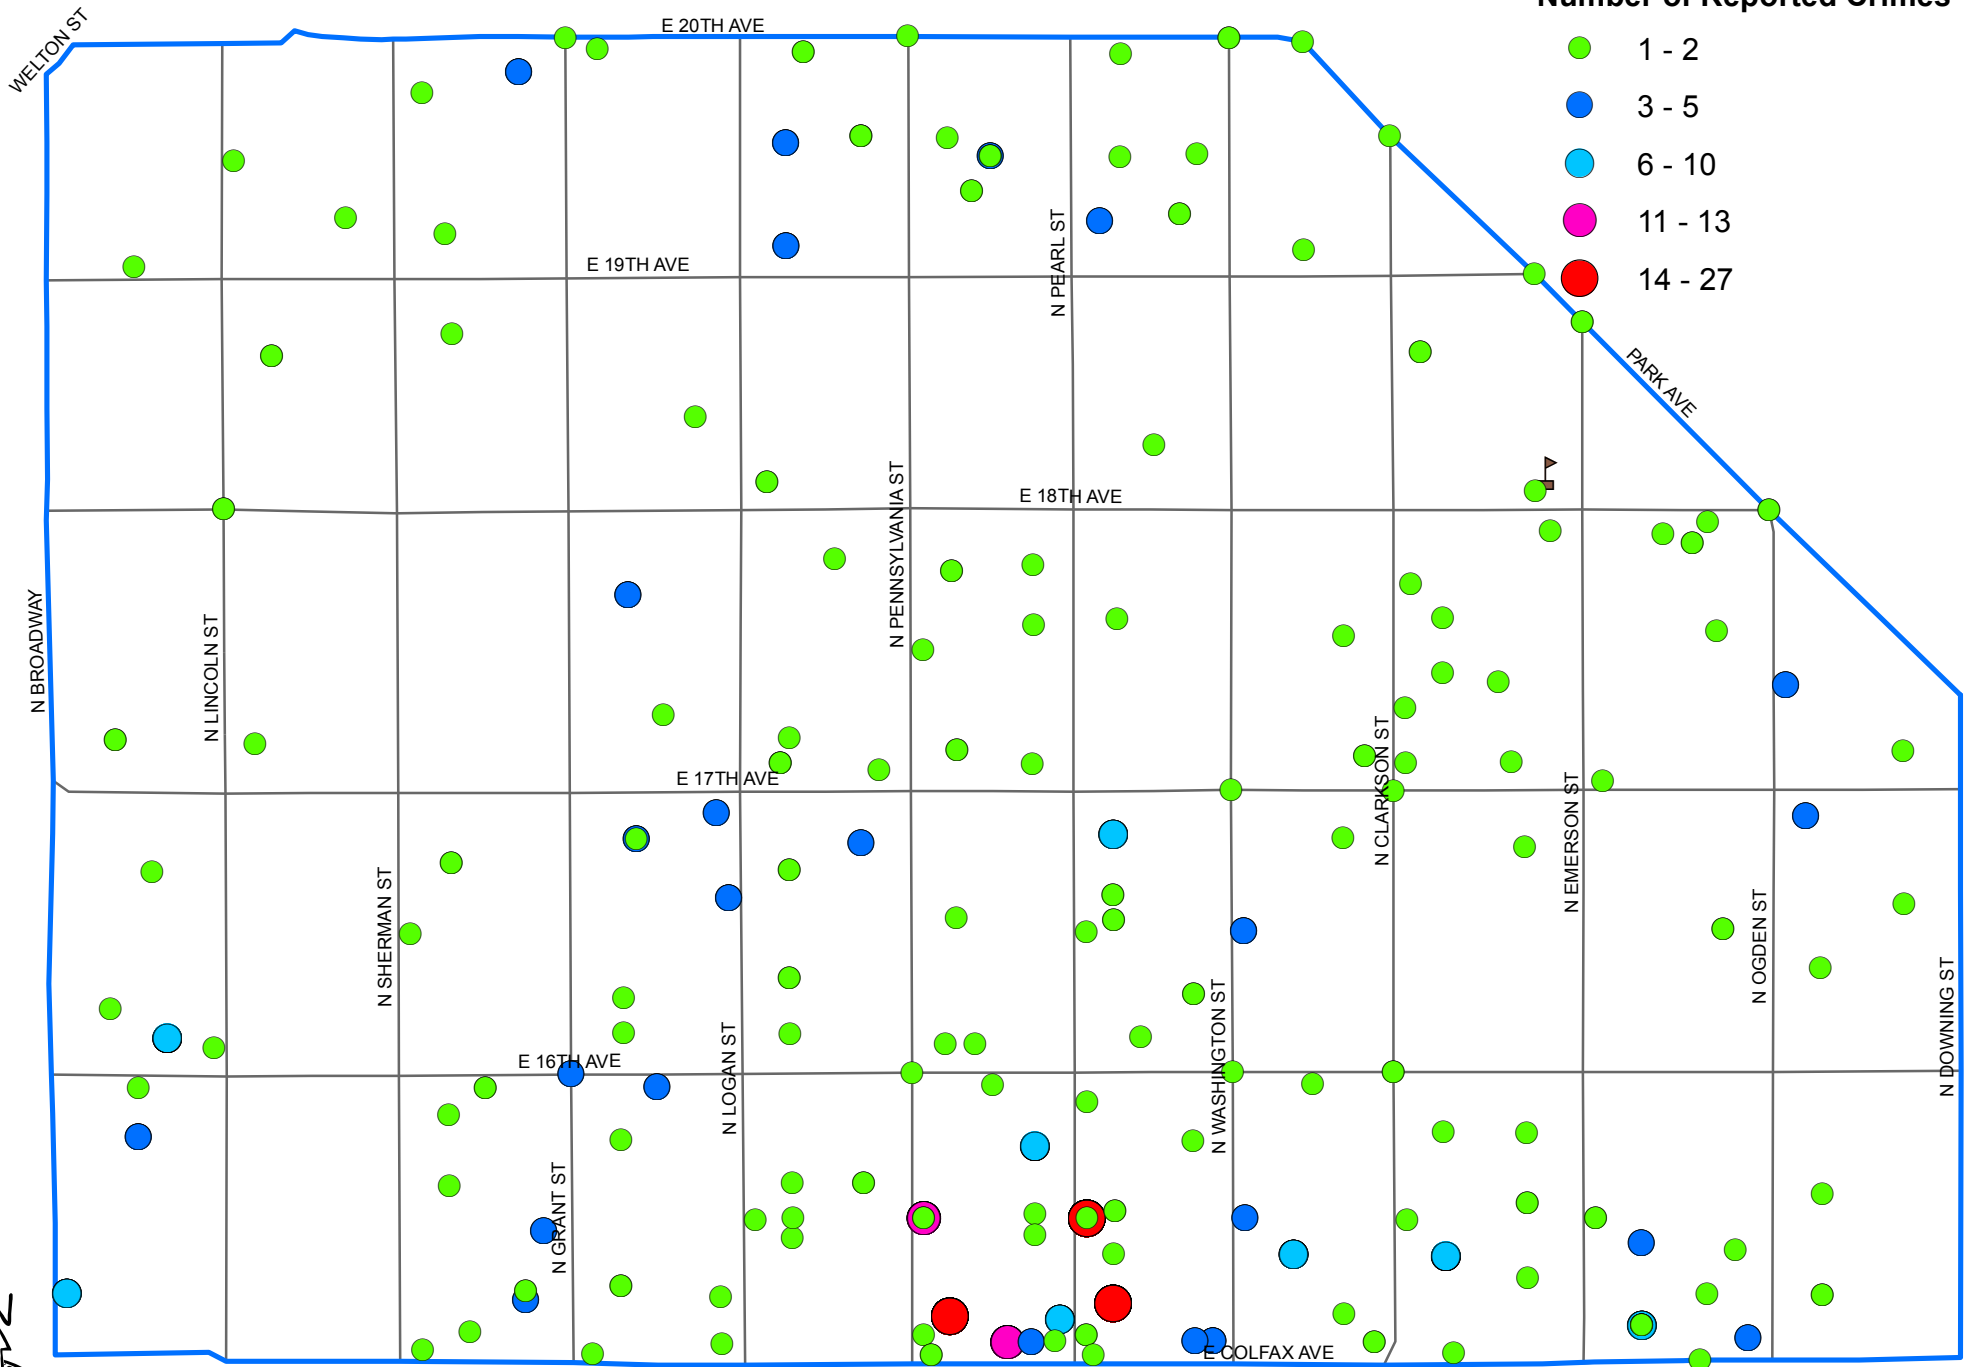 Number of Reported Crimes
1 - 2
3 - 5
6 - 10
11 - 13
14 - 27
WELTON ST
E 20TH AVE
N PEARL ST
E 19TH AVE
PARK AVE
N PENNSYLVANIA ST
E 18TH AVE
N BROADWAY
N LINCOLN ST
E 17TH AVE
N CLARKSON ST
N EMERSON ST
N SHERMAN ST
N OGDEN ST
N DOWNING ST
N LOGAN ST
N WASHINGTON ST
E 16TH AVE
N GRANT ST
E COLFAX AVE